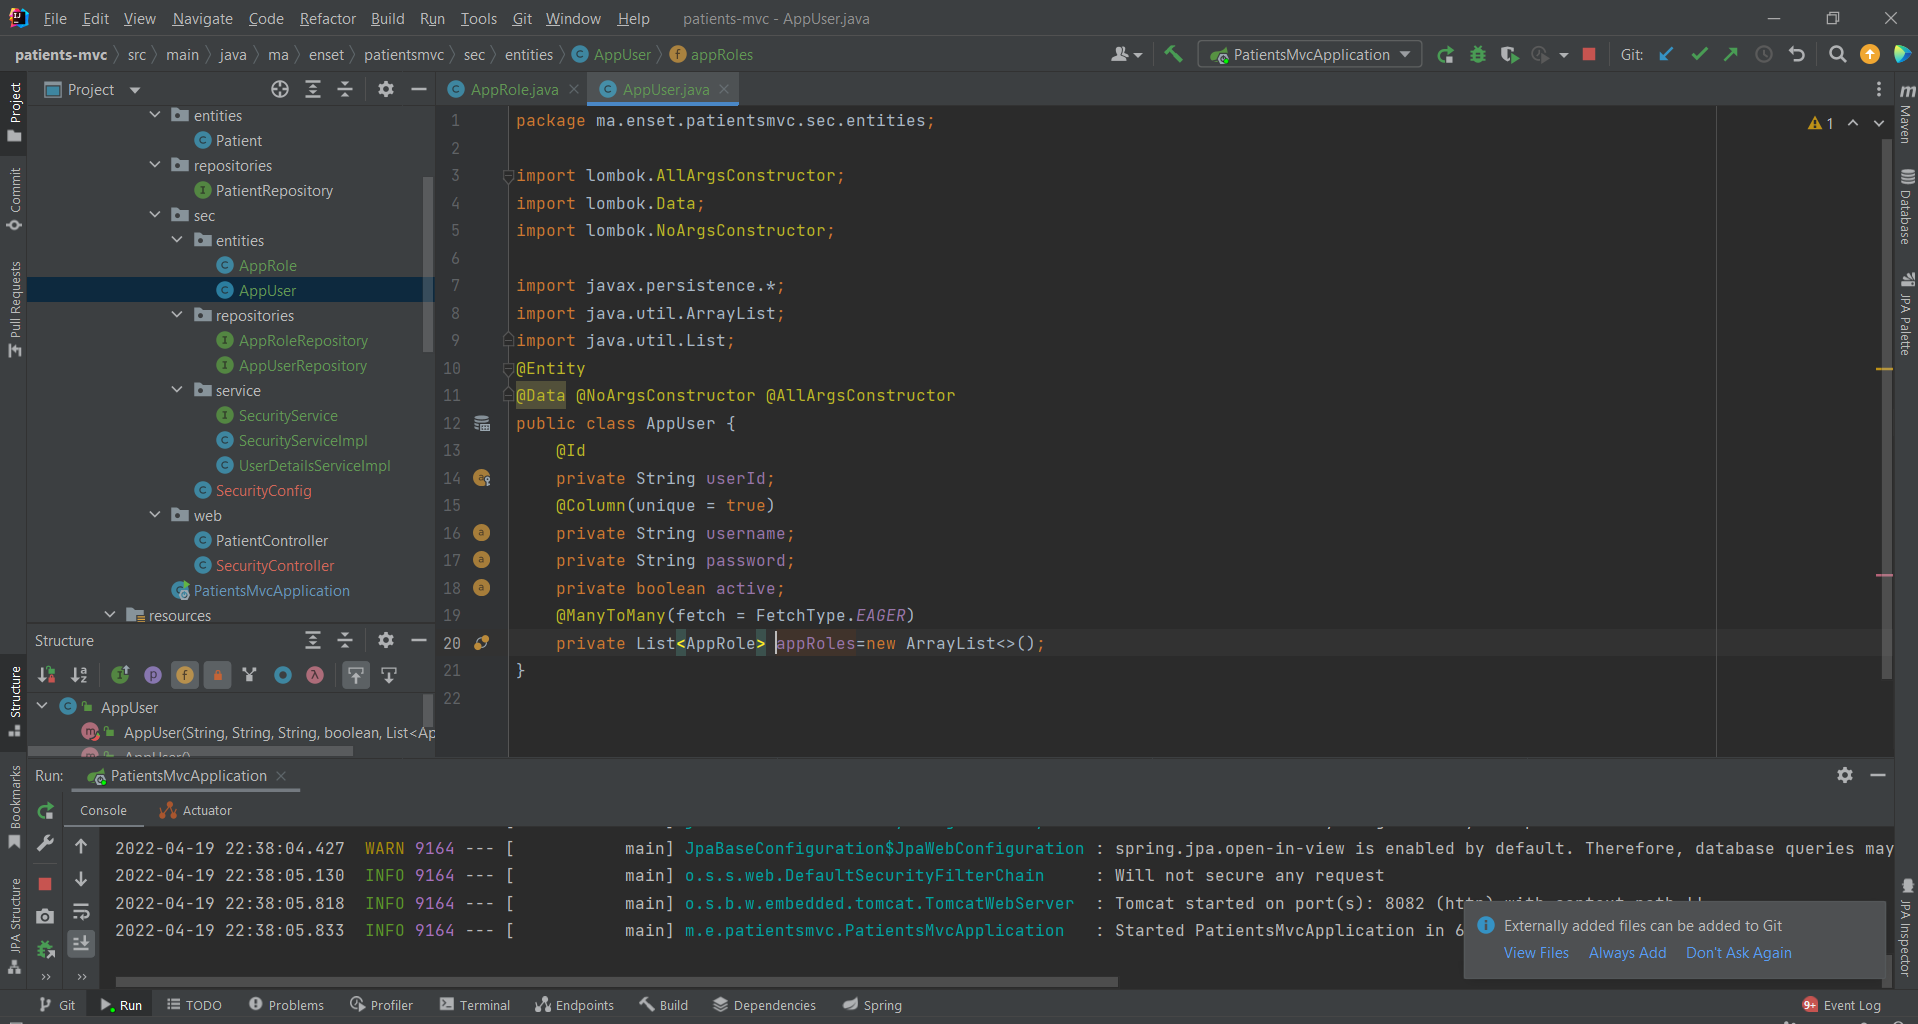 File Edit View Navigate Code Refactor Build Run Tools Git Window Help patients-mvc - AppUser.java
patients-mvc src main java ma enset patientsmvc sec entities AppUser appRoles PatientsMvcApplication Git:
Project
AppRole.java AppUser.java
entities
Patient
repositories
PatientRepository
sec
entities
AppRole
AppUser
repositories
AppRoleRepository
AppUserRepository
service
SecurityService
SecurityServiceImpl
UserDetailsServiceImpl
SecurityConfig
web
PatientController
SecurityController
PatientsMvcApplication
resources
1 package ma.enset.patientsmvc.sec.entities;
2
3 import lombok.AllArgsConstructor;
4 import lombok.Data;
5 import lombok.NoArgsConstructor;
6
7 import javax.persistence.*;
8 import java.util.ArrayList;
9 import java.util.List;
10 @Entity
11 @Data @NoArgsConstructor @AllArgsConstructor
12 public class AppUser {
13 @Id
14 private String userId;
15 @Column(unique = true)
16 private String username;
17 private String password;
18 private boolean active;
19 @ManyToMany(fetch = FetchType.EAGER)
20 private List<AppRole> appRoles=new ArrayList<>();
21 }
22
1
Project
Commit
Pull Requests
Structure
Bookmarks
JPA Structure
Maven
Database
JPA Palette
JPA Inspector
Structure
AppUser
AppUser(String, String, String, boolean, List<Ap
AppUser()
Run: PatientsMvcApplication
Console Actuator
2022-04-19 22:38:04.427 WARN 9164 --- [ main] JpaBaseConfiguration$JpaWebConfiguration : spring.jpa.open-in-view is enabled by default. Therefore, database queries may
2022-04-19 22:38:05.130 INFO 9164 --- [ main] o.s.s.web.DefaultSecurityFilterChain : Will not secure any request
2022-04-19 22:38:05.818 INFO 9164 --- [ main] o.s.b.w.embedded.tomcat.TomcatWebServer : Tomcat started on port(s): 8082 (http) with context path ''
2022-04-19 22:38:05.833 INFO 9164 --- [ main] m.e.patientsmvc.PatientsMvcApplication : Started PatientsMvcApplication in 6
Externally added files can be added to Git
View Files Always Add Don't Ask Again
Git Run TODO Problems Profiler Terminal Endpoints Build Dependencies Spring 9+ Event Log